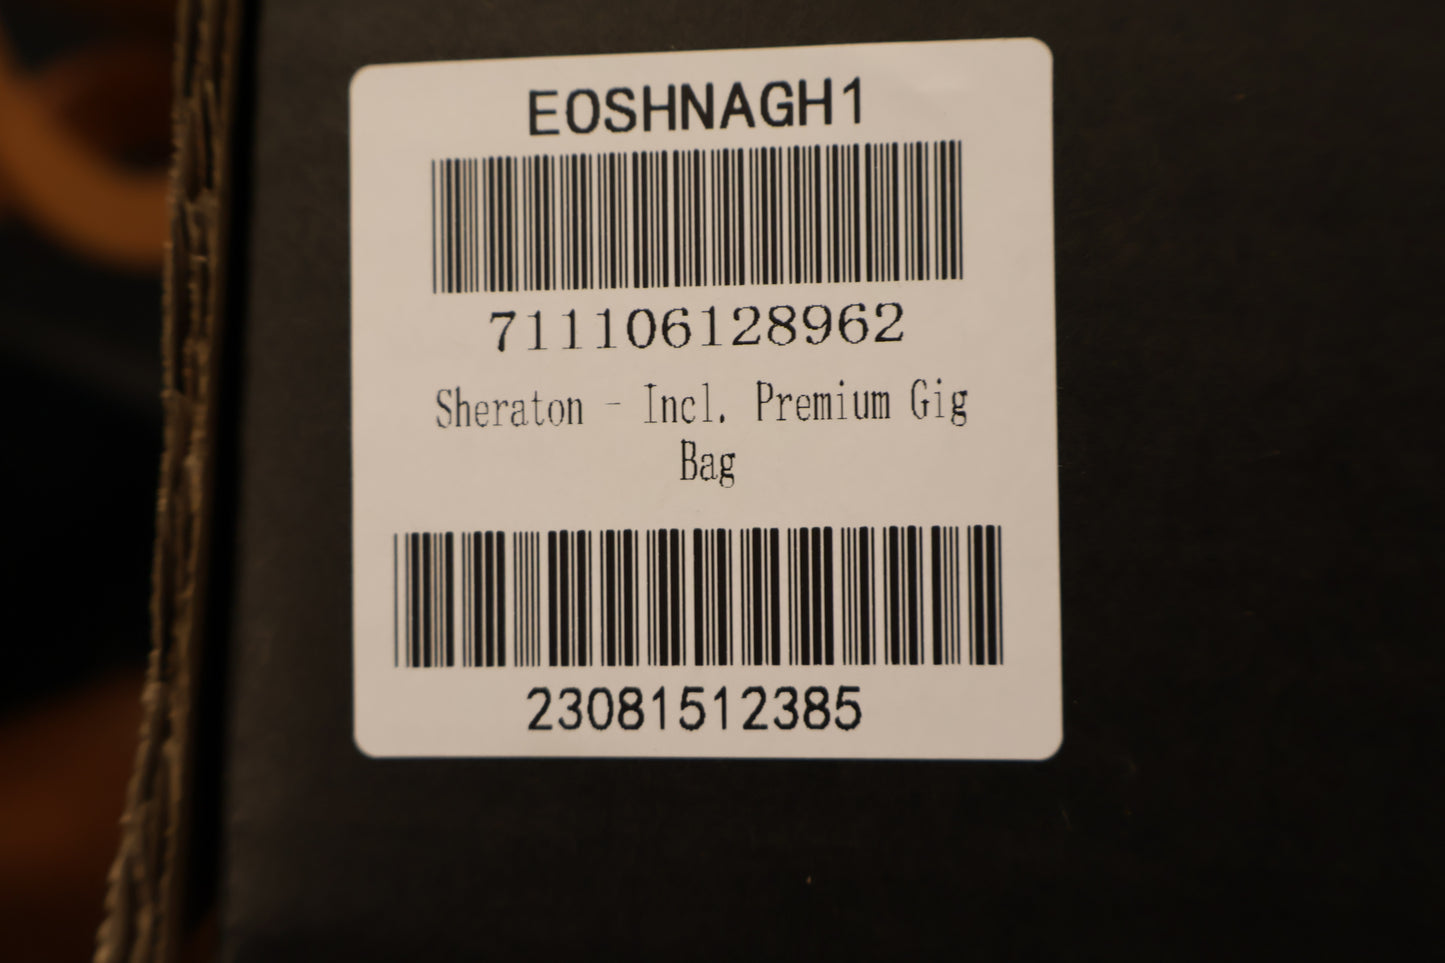 EOSHNAGH1
711106128962
Sheraton - Incl. Premium Gig
Bag
23081512385